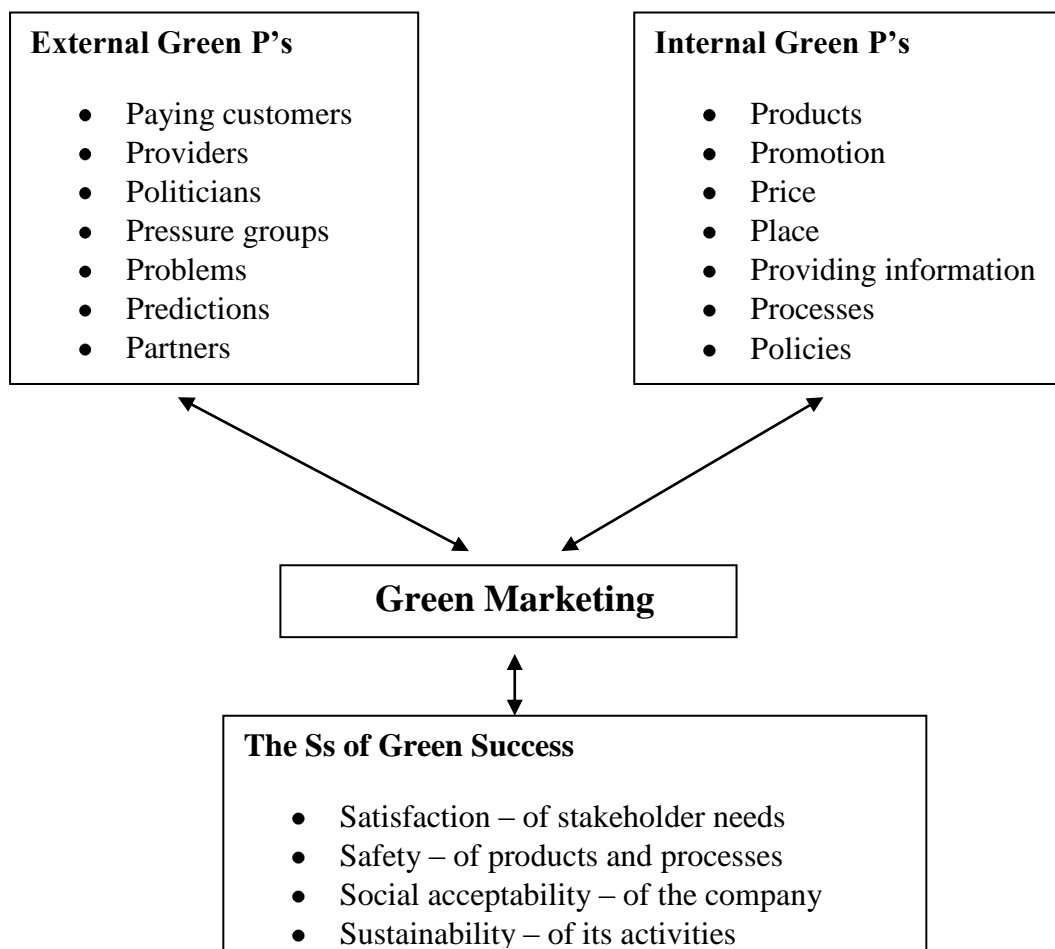 External Green P’s
• Paying customers
• Providers
• Politicians
• Pressure groups
• Problems
• Predictions
• Partners
Internal Green P’s
• Products
• Promotion
• Price
• Place
• Providing information
• Processes
• Policies
Green Marketing
The Ss of Green Success
• Satisfaction – of stakeholder needs
• Safety – of products and processes
• Social acceptability – of the company
• Sustainability – of its activities